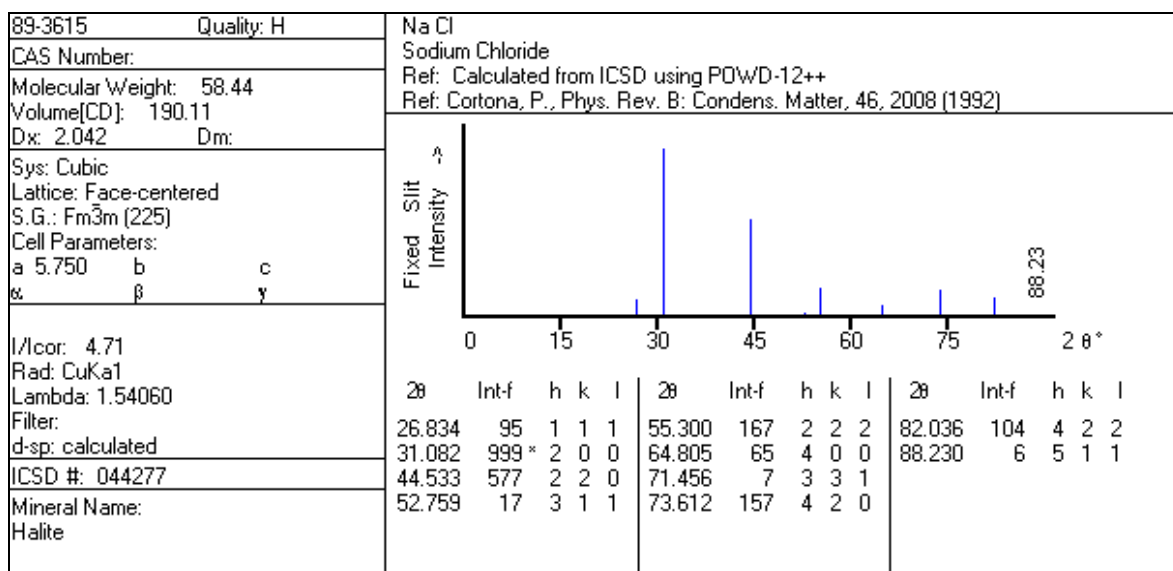 89-3615 Quality: H
CAS Number:
Molecular Weight: 58.44
Volume[CD]: 190.11
Dx: 2.042 Dm:
Sys: Cubic
Lattice: Face-centered
S.G.: Fm3̄m (225)
Cell Parameters:
a 5.750 b c
α β γ
I/Icor: 4.71
Rad: CuKa1
Lambda: 1.54060
Filter:
d-sp: calculated
ICSD #: 044277
Mineral Name:
Halite
Na Cl
Sodium Chloride
Ref: Calculated from ICSD using POWD-12++
Ref: Cortona, P., Phys. Rev. B: Condens. Matter, 46, 2008 (1992)
Fixed Slit
Intensity ->
88.23
0 15 30 45 60 75 2 θ°
2θ Int-f h k l 2θ Int-f h k l 2θ Int-f h k l
26.834 95 1 1 1 55.300 167 2 2 2 82.036 104 4 2 2
31.082 999 * 2 0 0 64.805 65 4 0 0 88.230 6 5 1 1
44.533 577 2 2 0 71.456 7 3 3 1
52.759 17 3 1 1 73.612 157 4 2 0